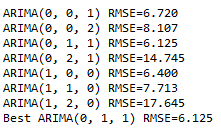 ARIMA(0, 0, 1) RMSE=6.720
ARIMA(0, 0, 2) RMSE=8.107
ARIMA(0, 1, 1) RMSE=6.125
ARIMA(0, 2, 1) RMSE=14.745
ARIMA(1, 0, 0) RMSE=6.400
ARIMA(1, 1, 0) RMSE=7.713
ARIMA(1, 2, 0) RMSE=17.645
Best ARIMA(0, 1, 1) RMSE=6.125